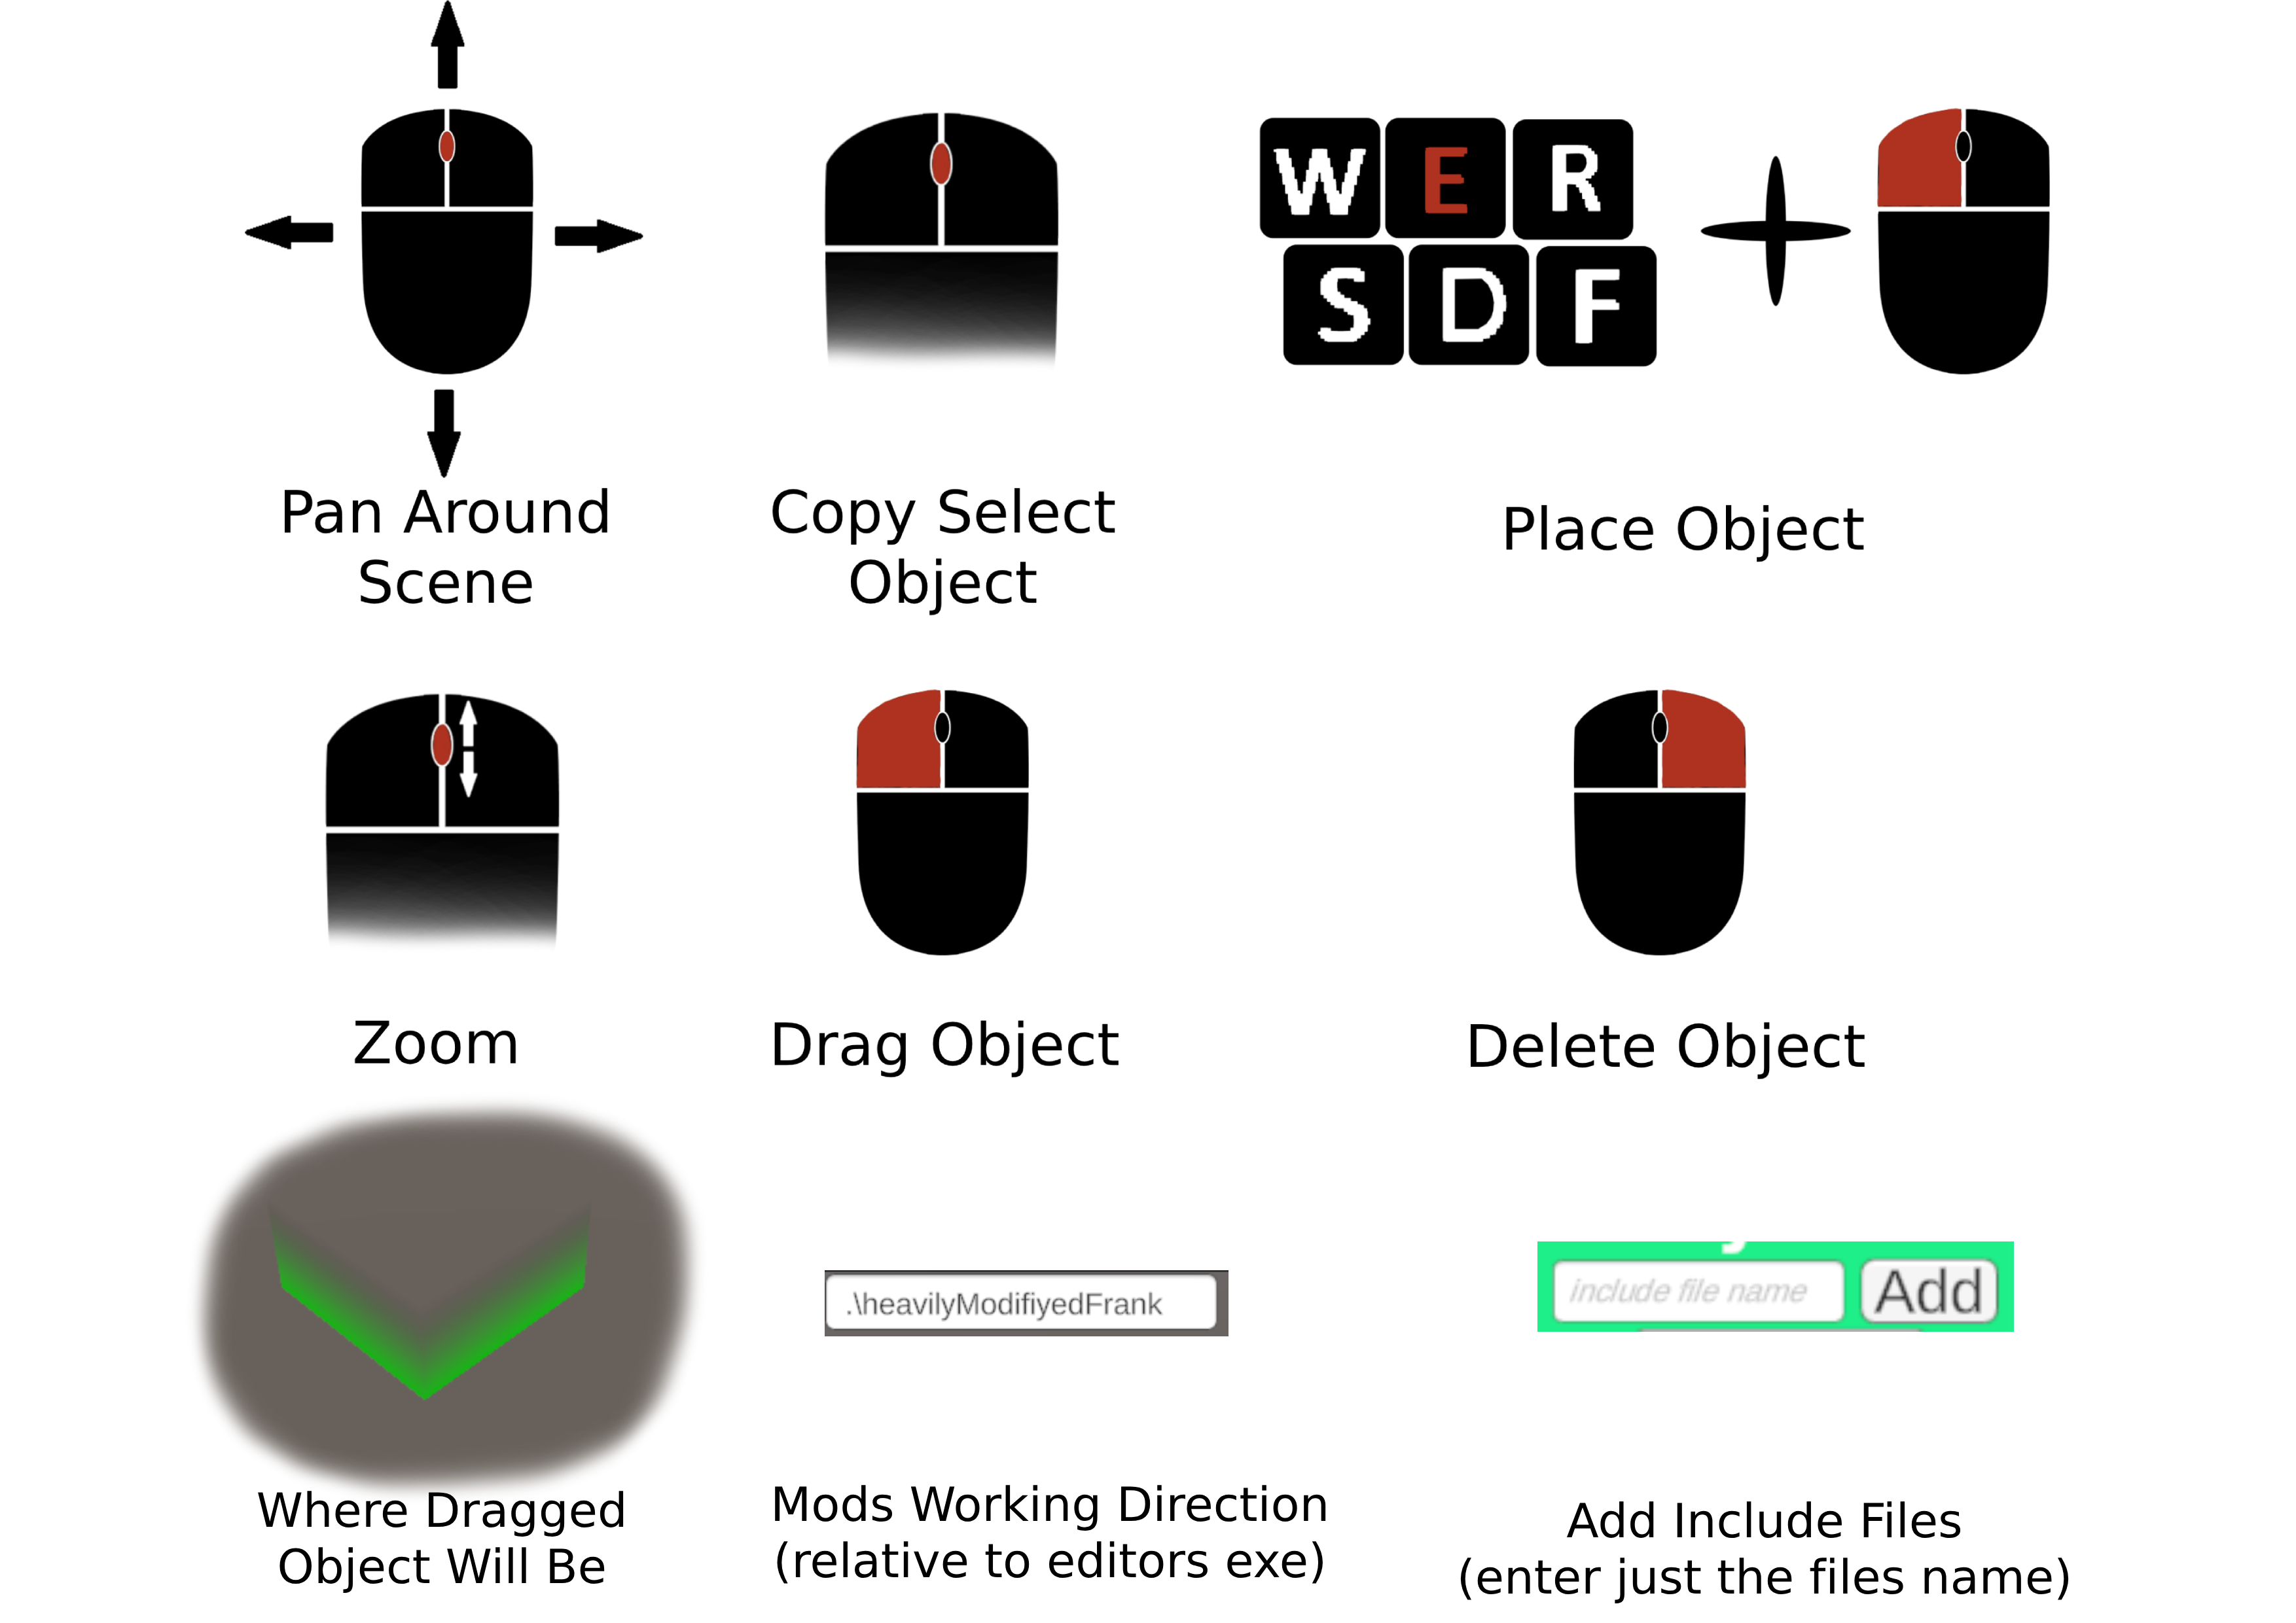 W E R
S D F
Pan Around
Scene
Copy Select
Object
Place Object
Zoom
Drag Object
Delete Object
.\heavilyModifiyedFrank
include file name
Add
Where Dragged
Object Will Be
Mods Working Direction
(relative to editors exe)
Add Include Files
(enter just the files name)